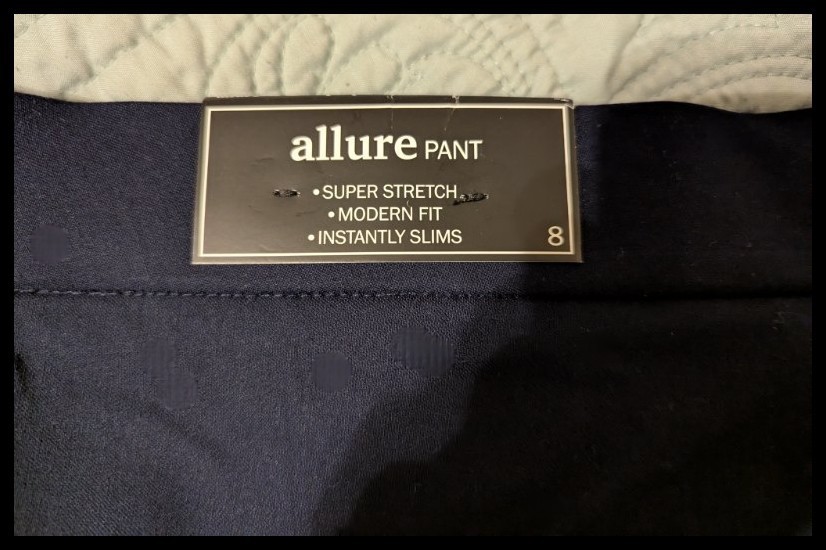 allure PANT
•SUPER STRETCH
•MODERN FIT
•INSTANTLY SLIMS
8